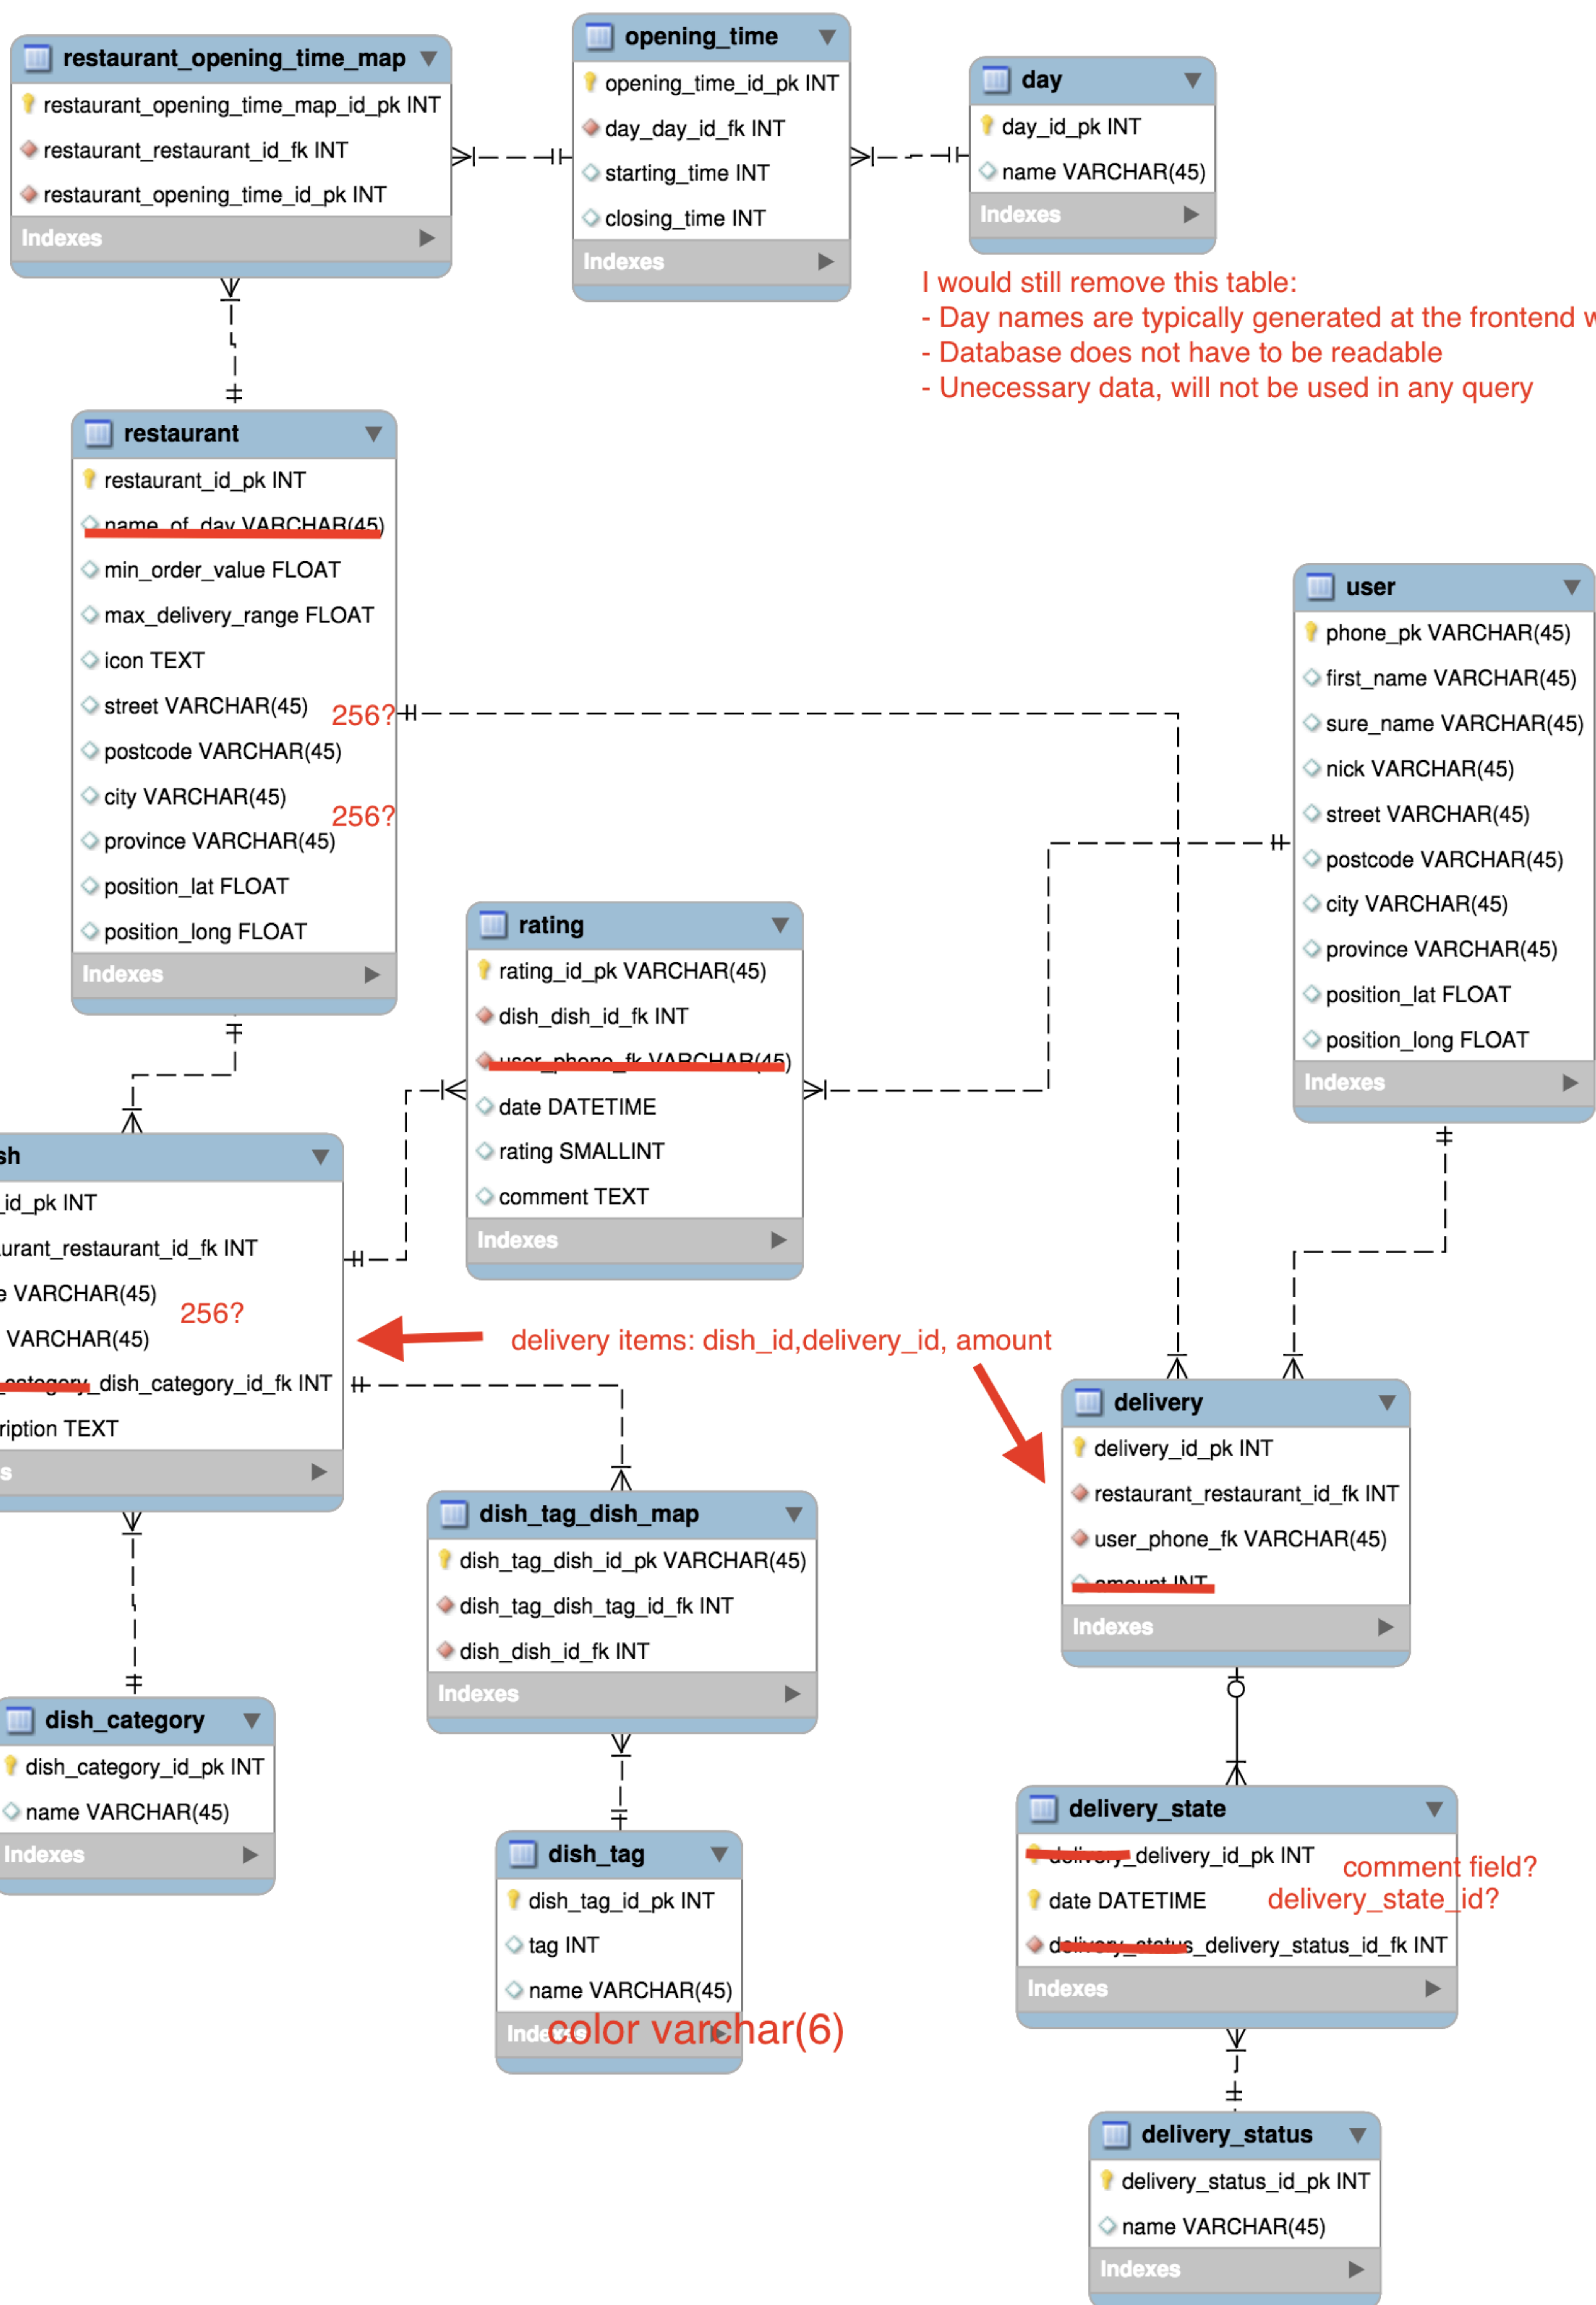 restaurant_opening_time_map
restaurant_opening_time_map_id_pk INT
restaurant_restaurant_id_fk INT
restaurant_opening_time_id_pk INT
Indexes
opening_time
opening_time_id_pk INT
day_day_id_fk INT
starting_time INT
closing_time INT
Indexes
day
day_id_pk INT
name VARCHAR(45)
Indexes
I would still remove this table:
- Day names are typically generated at the frontend w
- Database does not have to be readable
- Unecessary data, will not be used in any query
restaurant
restaurant_id_pk INT
name_of_day VARCHAR(45)
min_order_value FLOAT
max_delivery_range FLOAT
icon TEXT
street VARCHAR(45) 256?
postcode VARCHAR(45)
city VARCHAR(45)
256?
province VARCHAR(45)
position_lat FLOAT
position_long FLOAT
Indexes
user
phone_pk VARCHAR(45)
first_name VARCHAR(45)
sure_name VARCHAR(45)
nick VARCHAR(45)
street VARCHAR(45)
postcode VARCHAR(45)
city VARCHAR(45)
province VARCHAR(45)
position_lat FLOAT
position_long FLOAT
Indexes
rating
rating_id_pk VARCHAR(45)
dish_dish_id_fk INT
user_phone_fk VARCHAR(45)
date DATETIME
rating SMALLINT
comment TEXT
Indexes
sh
_id_pk INT
urant_restaurant_id_fk INT
e VARCHAR(45)
256?
VARCHAR(45)
_category_dish_category_id_fk INT
ription TEXT
s
delivery items: dish_id,delivery_id, amount
delivery
delivery_id_pk INT
restaurant_restaurant_id_fk INT
user_phone_fk VARCHAR(45)
amount INT
Indexes
dish_tag_dish_map
dish_tag_dish_id_pk VARCHAR(45)
dish_tag_dish_tag_id_fk INT
dish_dish_id_fk INT
Indexes
dish_category
dish_category_id_pk INT
name VARCHAR(45)
Indexes
dish_tag
dish_tag_id_pk INT
tag INT
name VARCHAR(45)
Indexes
color varchar(6)
delivery_state
delivery_delivery_id_pk INT
comment field?
date DATETIME
delivery_state_id?
delivery_status_delivery_status_id_fk INT
Indexes
delivery_status
delivery_status_id_pk INT
name VARCHAR(45)
Indexes